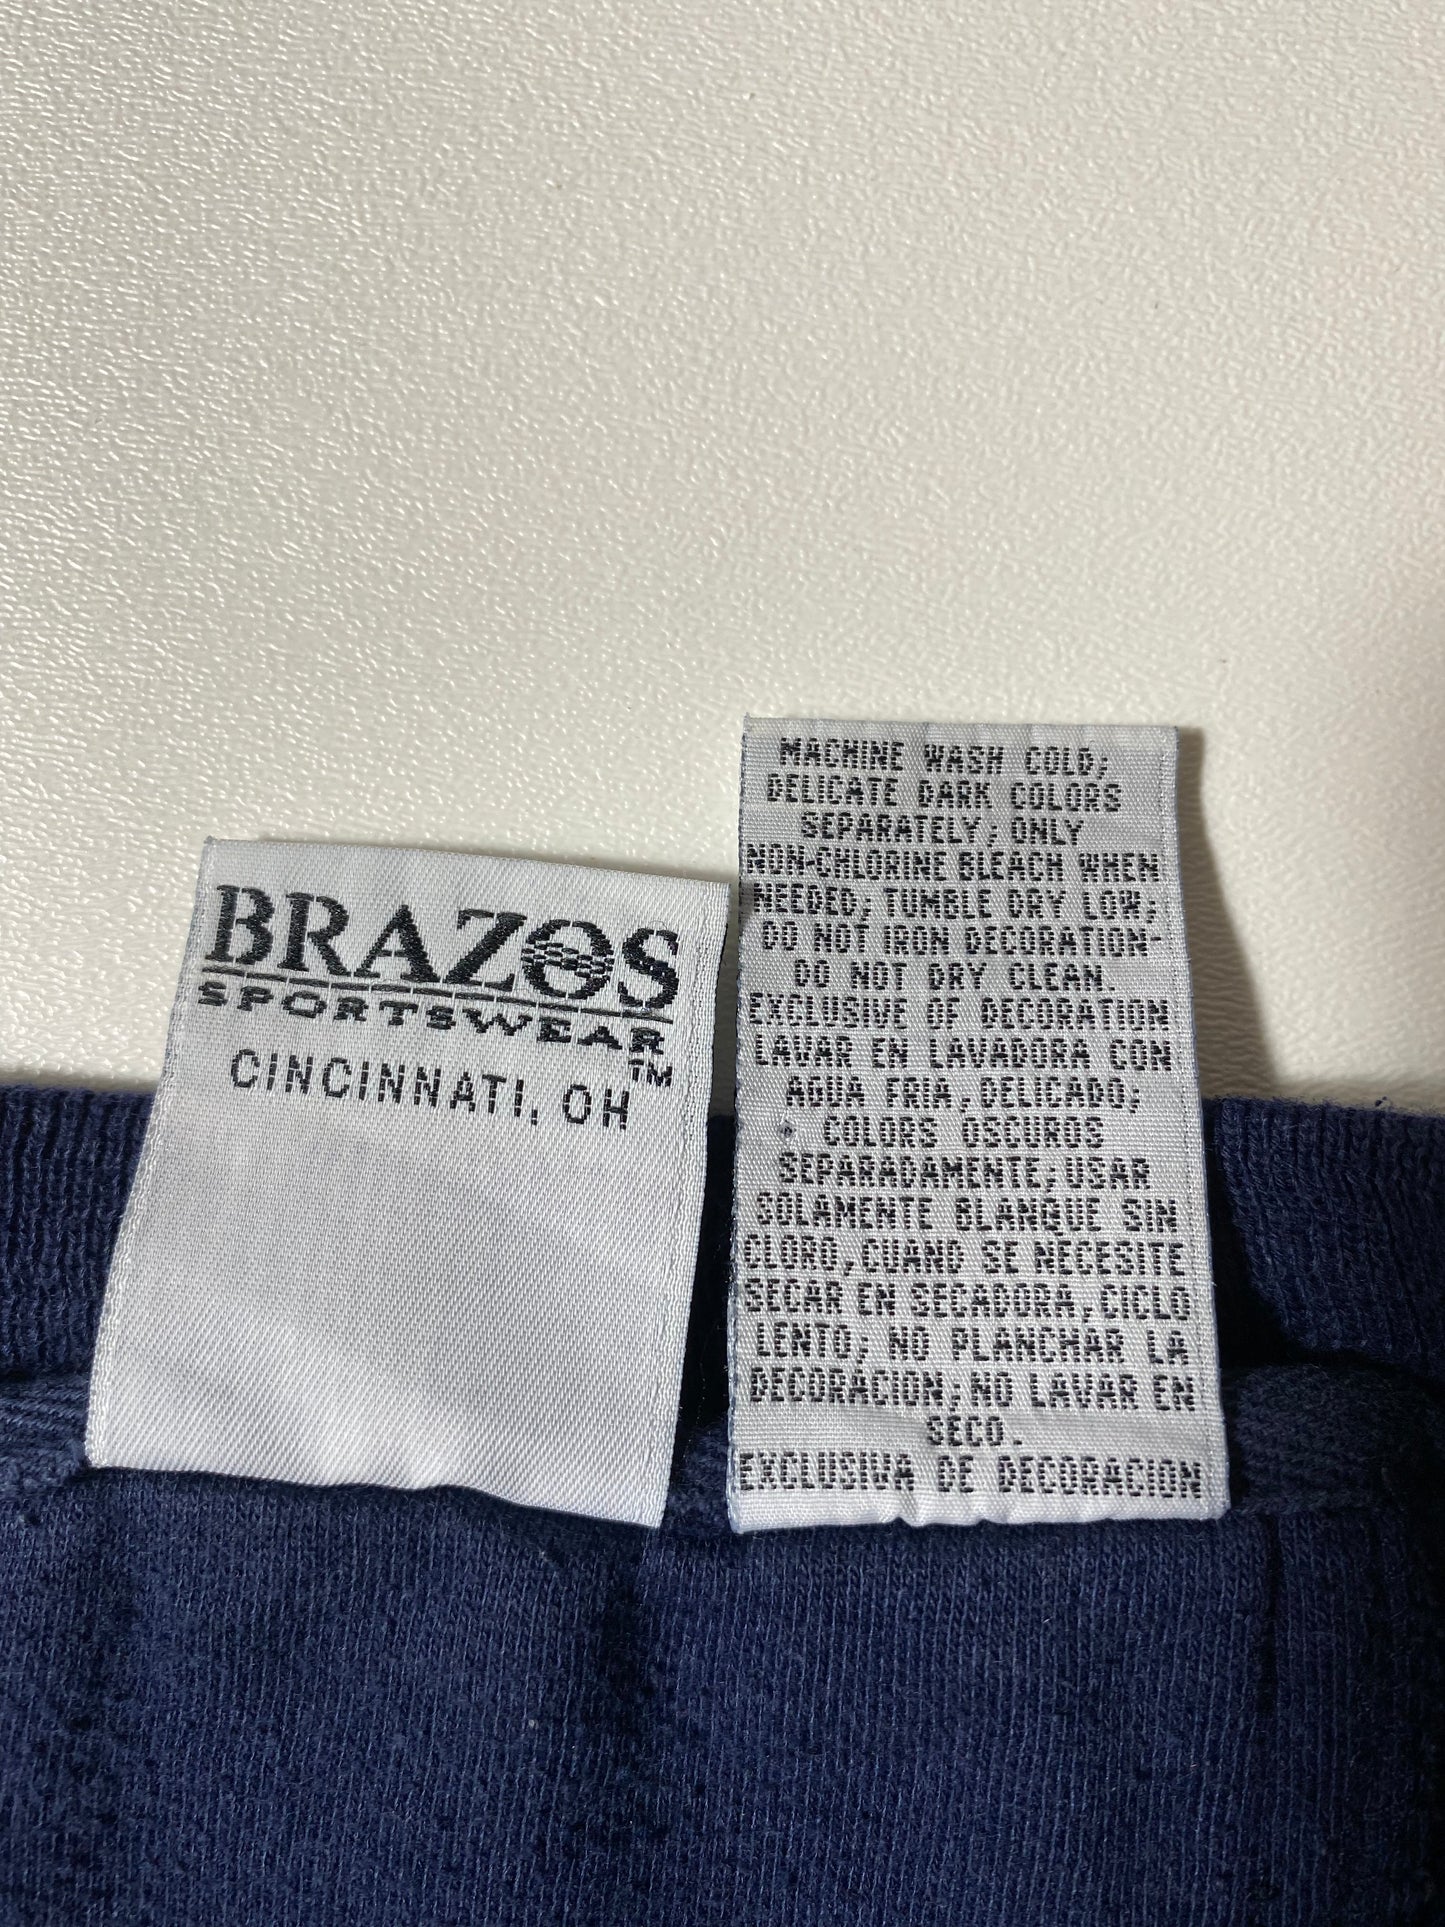 BRAZOS
SPORTSWEAR
TM
CINCINNATI, OH
MACHINE WASH COLD;
DELICATE DARK COLORS
SEPARATELY; ONLY
NON-CHLORINE BLEACH WHEN
NEEDED; TUMBLE DRY LOW;
DO NOT IRON DECORATION-
DO NOT DRY CLEAN.
EXCLUSIVE OF DECORATION
LAVAR EN LAVADORA CON
AGUA FRIA, DELICADO;
COLORS OSCUROS
SEPARADAMENTE; USAR
SOLAMENTE BLANQUE SIN
CLORO, CUAND SE NECESITE
SECAR EN SECADORA, CICLO
LENTO; NO PLANCHAR LA
DECORACION; NO LAVAR EN
SECO.
EXCLUSIVA DE DECORACION